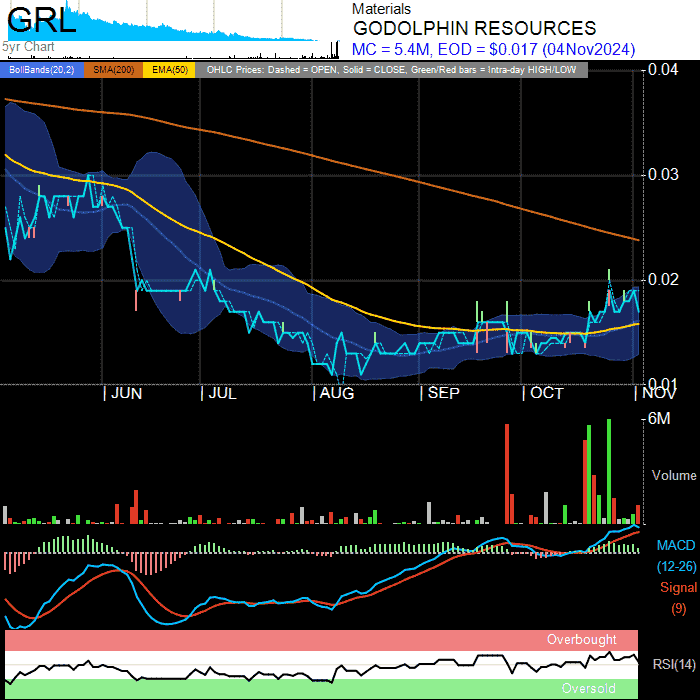 GRL
5yr Chart
Materials
GODOLPHIN RESOURCES
MC = 5.4M, EOD = $0.017 (04Nov2024)
BollBands(20,2) SMA(200) EMA(50) OHLC Prices: Dashed = OPEN, Solid = CLOSE, Green/Red bars = Intra-day HIGH/LOW
0.04
0.03
0.02
0.01
JUN JUL AUG SEP OCT NOV
6M
Volume
MACD
(12-26)
Signal
(9)
Overbought
RSI(14)
Oversold